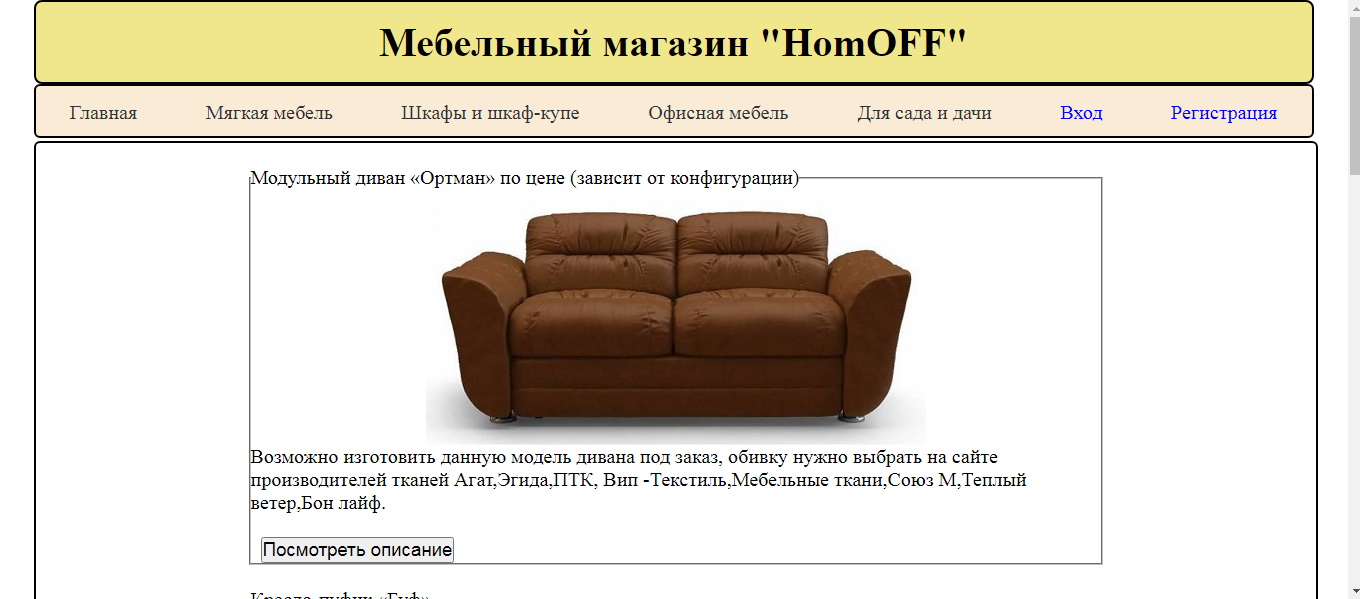 Мебельный магазин "HomOFF"
Главная Мягкая мебель Шкафы и шкаф-купе Офисная мебель Для сада и дачи Вход Регистрация
Модульный диван «Ортман» по цене (зависит от конфигурации)
Возможно изготовить данную модель дивана под заказ, обивку нужно выбрать на сайте
производителей тканей Агат,Эгида,ПТК, Вип -Текстиль,Мебельные ткани,Союз М,Теплый
ветер,Бон лайф.
Посмотреть описание